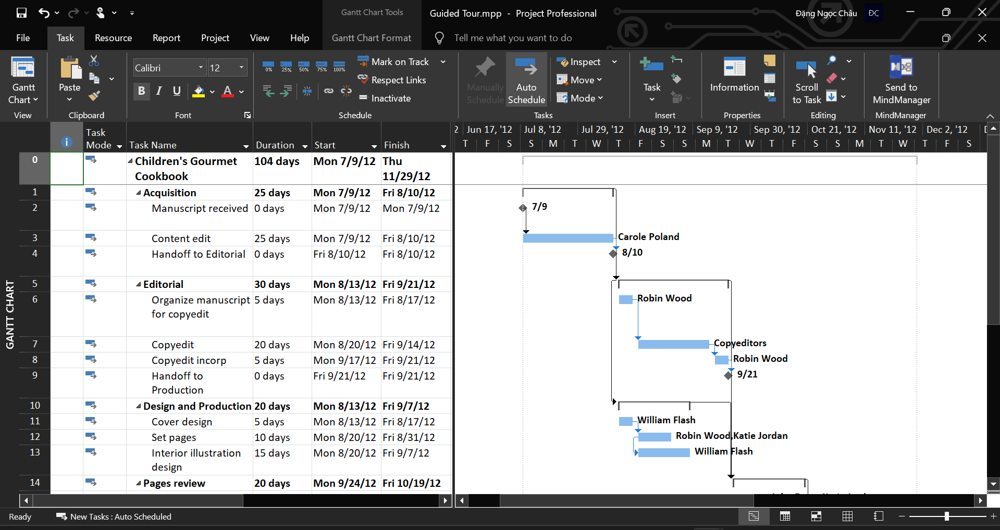 Gantt Chart Tools
Guided Tour.mpp - Project Professional
Đặng Ngọc Châu
ĐC
File Task Resource Report Project View Help Gantt Chart Format Tell me what you want to do
Gantt Chart
View
Paste
Clipboard
Calibri 12
B I U A
Font
0% 25% 50% 75% 100%
Mark on Track
Respect Links
Inactivate
Schedule
Manually Schedule
Auto Schedule
Inspect
Move
Mode
Tasks
Task
Insert
Information
Properties
Scroll to Task
Editing
Send to MindManager
MindManager
Task Mode Task Name Duration Start Finish
2 Jun 17, '12 Jul 8, '12 Jul 29, '12 Aug 19, '12 Sep 9, '12 Sep 30, '12 Oct 21, '12 Nov 11, '12 Dec 2, '12
T F S S M T W T F S S M T W T F S S M T W T F S
GANTT CHART
0 Children's Gourmet Cookbook 104 days Mon 7/9/12 Thu 11/29/12
1 Acquisition 25 days Mon 7/9/12 Fri 8/10/12
2 Manuscript received 0 days Mon 7/9/12 Mon 7/9/12 7/9
3 Content edit 25 days Mon 7/9/12 Fri 8/10/12 Carole Poland
4 Handoff to Editorial 0 days Fri 8/10/12 Fri 8/10/12 8/10
5 Editorial 30 days Mon 8/13/12 Fri 9/21/12
6 Organize manuscript for copyedit 5 days Mon 8/13/12 Fri 8/17/12 Robin Wood
7 Copyedit 20 days Mon 8/20/12 Fri 9/14/12 Copyeditors
8 Copyedit incorp 5 days Mon 9/17/12 Fri 9/21/12 Robin Wood
9 Handoff to Production 0 days Fri 9/21/12 Fri 9/21/12 9/21
10 Design and Production 20 days Mon 8/13/12 Fri 9/7/12
11 Cover design 5 days Mon 8/13/12 Fri 8/17/12 William Flash
12 Set pages 10 days Mon 8/20/12 Fri 8/31/12 Robin Wood,Katie Jordan
13 Interior illustration design 15 days Mon 8/20/12 Fri 9/7/12 William Flash
14 Pages review 20 days Mon 9/24/12 Fri 10/19/12
Ready New Tasks : Auto Scheduled